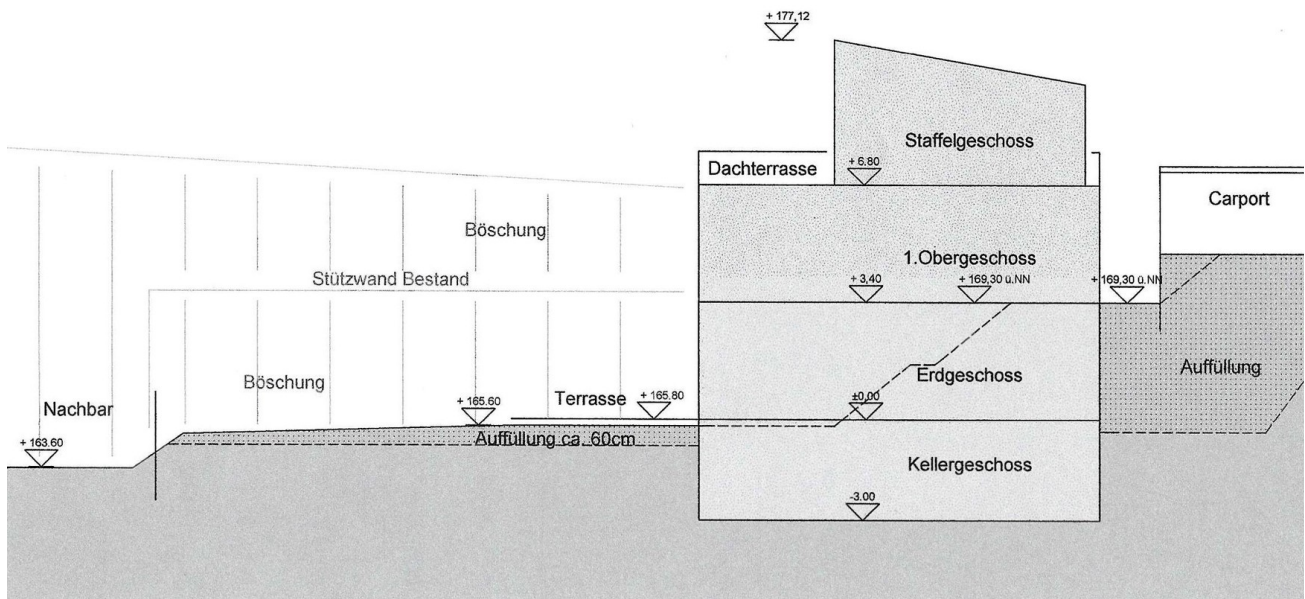 + 177,12
Staffelgeschoss
Dachterrasse
+ 6.80
Carport
Böschung
1.Obergeschoss
Stützwand Bestand
+ 3,40
+ 169,30 ü.NN
+ 169,30 ü.NN
Auffüllung
Böschung
Erdgeschoss
Nachbar
Terrasse
+ 165.80
+ 165.60
±0,00
+163.60
Auffüllung ca. 60cm
Kellergeschoss
-3.00